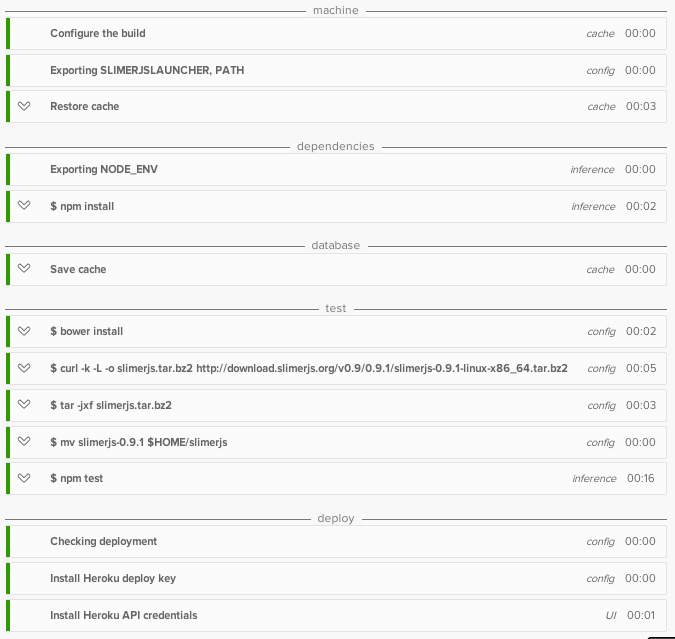 machine
Configure the build cache 00:00
Exporting SLIMERJSLAUNCHER, PATH config 00:00
Restore cache cache 00:03
dependencies
Exporting NODE_ENV inference 00:00
$ npm install inference 00:02
database
Save cache cache 00:00
test
$ bower install config 00:02
$ curl -k -L -o slimerjs.tar.bz2 http://download.slimerjs.org/v0.9/0.9.1/slimerjs-0.9.1-linux-x86_64.tar.bz2 config 00:05
$ tar -jxf slimerjs.tar.bz2 config 00:03
$ mv slimerjs-0.9.1 $HOME/slimerjs config 00:00
$ npm test inference 00:16
deploy
Checking deployment config 00:00
Install Heroku deploy key config 00:00
Install Heroku API credentials UI 00:01